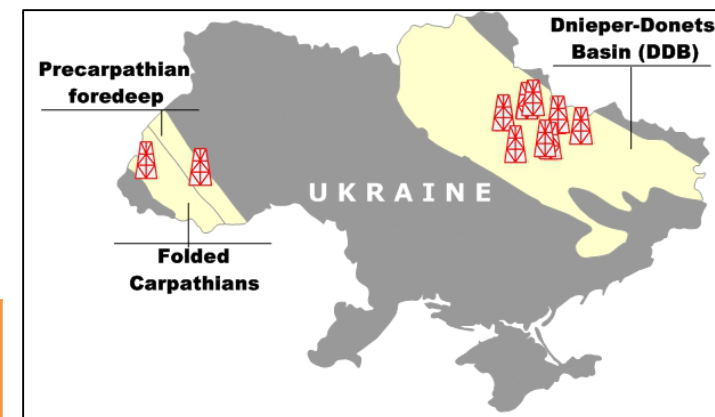 Dnieper-Donets
Basin (DDB)
Precarpathian
foredeep
UKRAINE
Folded
Carpathians